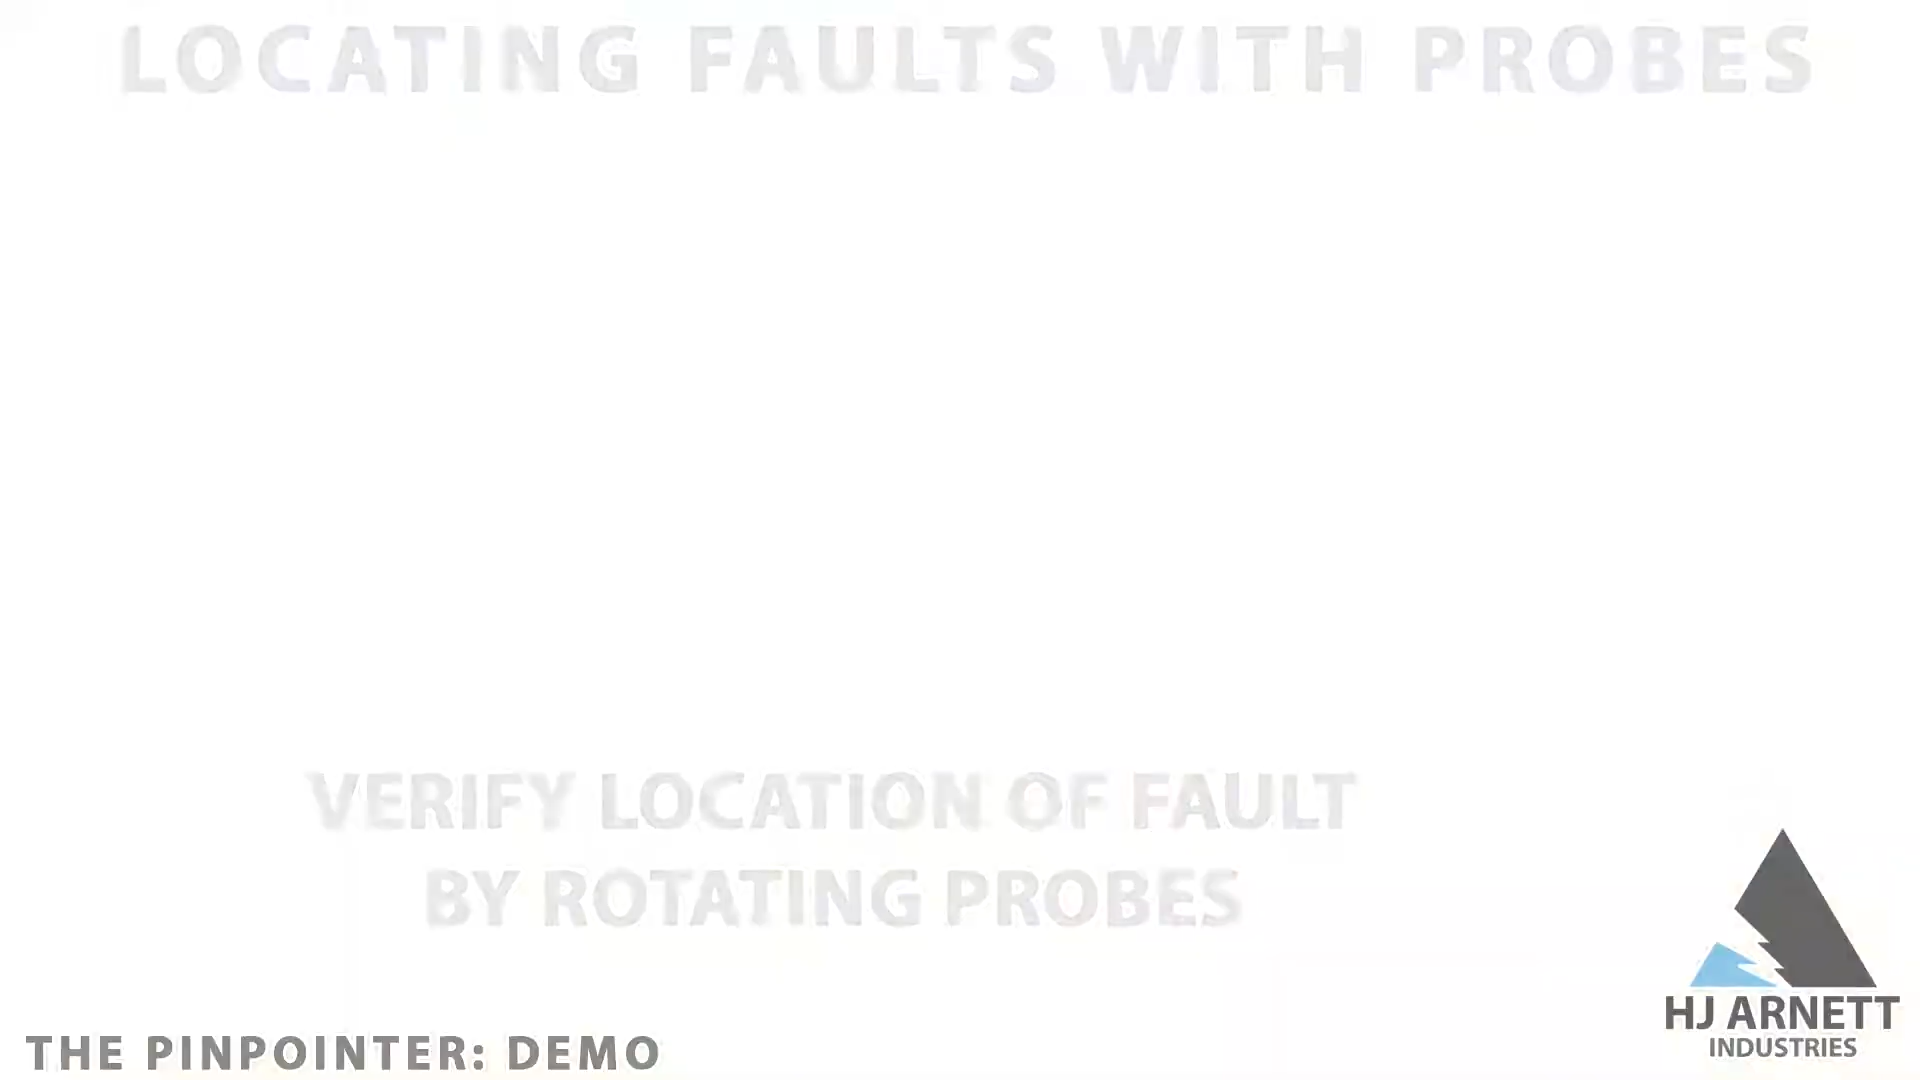 LOCATING FAULTS WITH PROBES
VERIFY LOCATION OF FAULT
BY ROTATING PROBES
HJ ARNETT
INDUSTRIES
THE PINPOINTER: DEMO